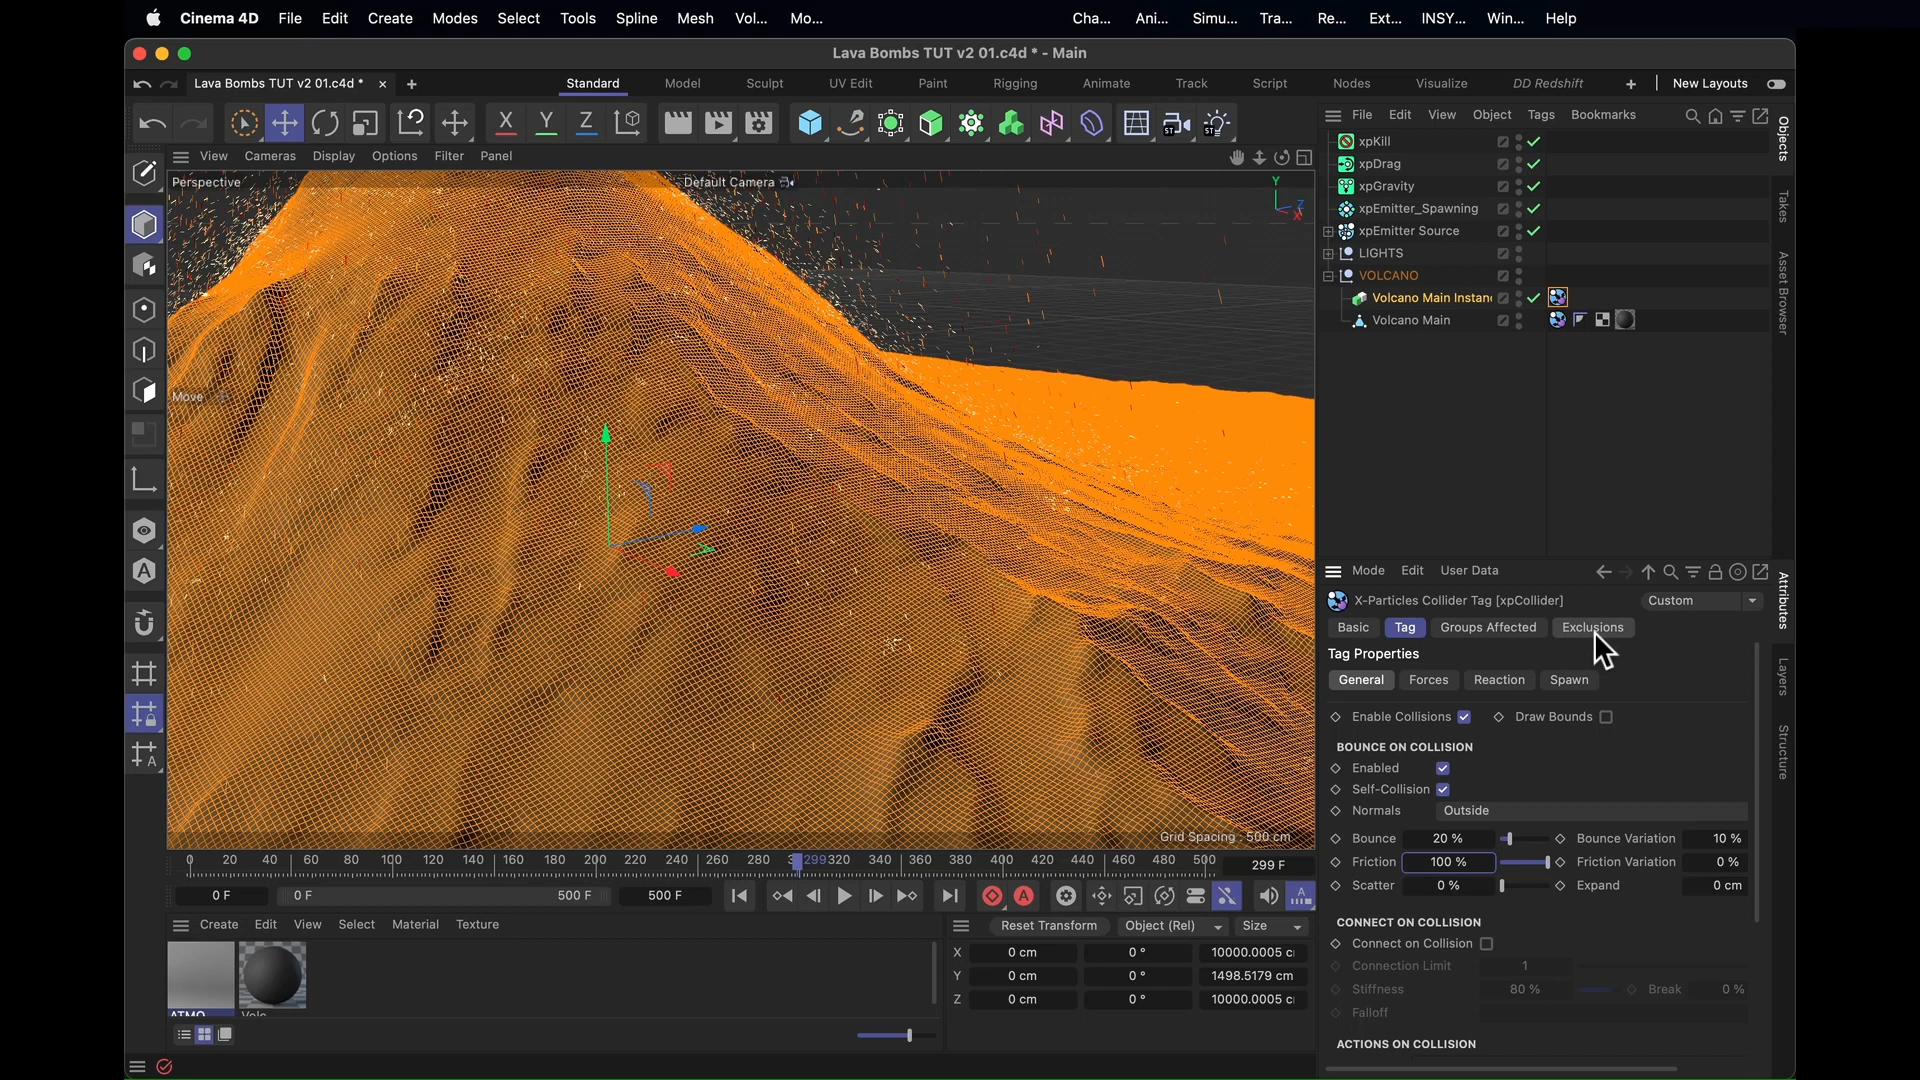 Cinema 4D File Edit Create Modes Select Tools Spline Mesh Vol... Mo... Cha... Ani... Simu... Tra... Re... Ext... INSY... Win... Help
Lava Bombs TUT v2 01.c4d * - Main
Lava Bombs TUT v2 01.c4d * × + Standard Model Sculpt UV Edit Paint Rigging Animate Track Script Nodes Visualize DD Redshift + New Layouts
X Y Z ST ST
File Edit View Object Tags Bookmarks
View Cameras Display Options Filter Panel
Perspective Default Camera
Y Z X
Move
Grid Spacing : 500 cm
xpKill
xpDrag
xpGravity
xpEmitter_Spawning
xpEmitter Source
LIGHTS
VOLCANO
Volcano Main Instanc
Volcano Main
Objects
Takes
Asset Browser
Attributes
Layers
Structure
Mode Edit User Data
X-Particles Collider Tag [xpCollider] Custom
Basic Tag Groups Affected Exclusions
Tag Properties
General Forces Reaction Spawn
Enable Collisions Draw Bounds
BOUNCE ON COLLISION
Enabled
Self-Collision
Normals Outside
Bounce 20 % Bounce Variation 10 %
Friction 100 % Friction Variation 0 %
Scatter 0 % Expand 0 cm
CONNECT ON COLLISION
Connect on Collision
Connection Limit 1
Stiffness 80 % Break 0 %
Falloff
ACTIONS ON COLLISION
0 20 40 60 80 100 120 140 160 180 200 220 240 260 280 299 320 340 360 380 400 420 440 460 480 500 299 F
0 F 0 F 500 F 500 F
Create Edit View Select Material Texture
ATMO Volc
Reset Transform Object (Rel) Size
X 0 cm 0 ° 10000.0005 c
Y 0 cm 0 ° 1498.5179 cm
Z 0 cm 0 ° 10000.0005 c